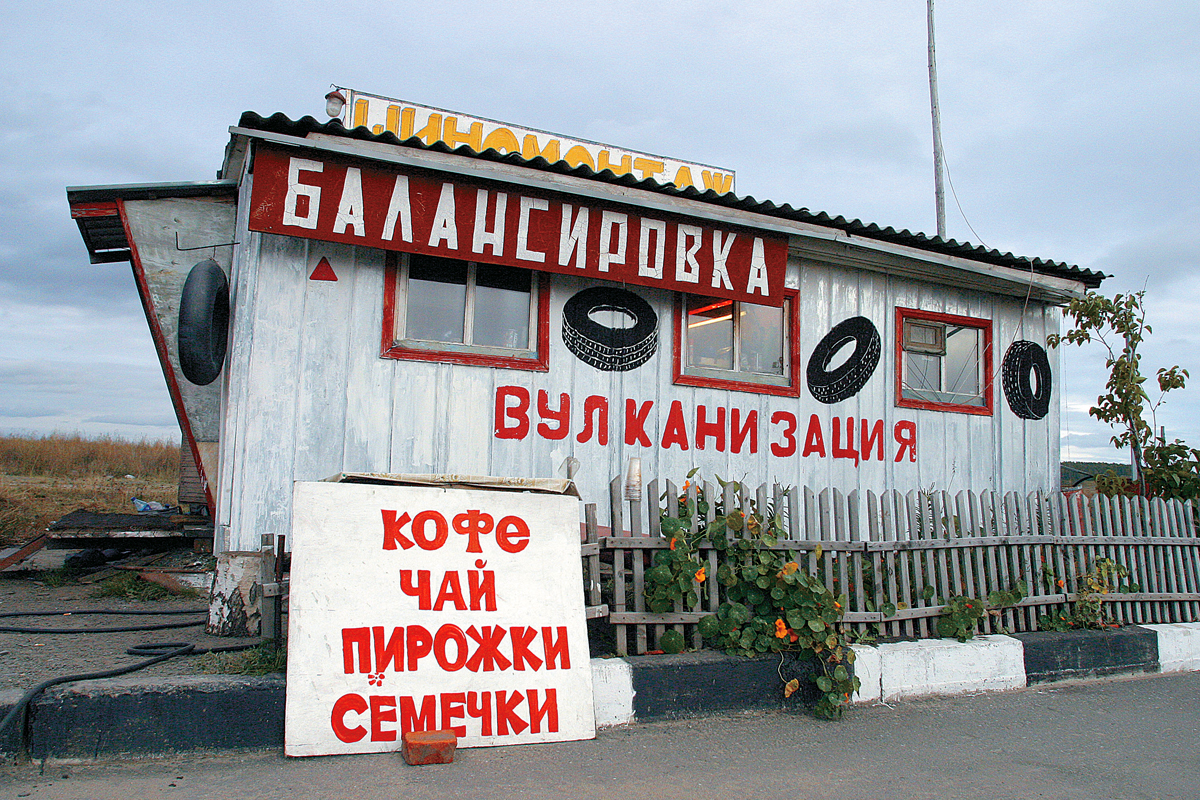 ШИНОМОНТАЖ
БАЛАНСИРОВКА
ВУЛКАНИЗАЦИЯ
КОФЕ
ЧАЙ
ПИРОЖКИ
СЕМЕЧКИ